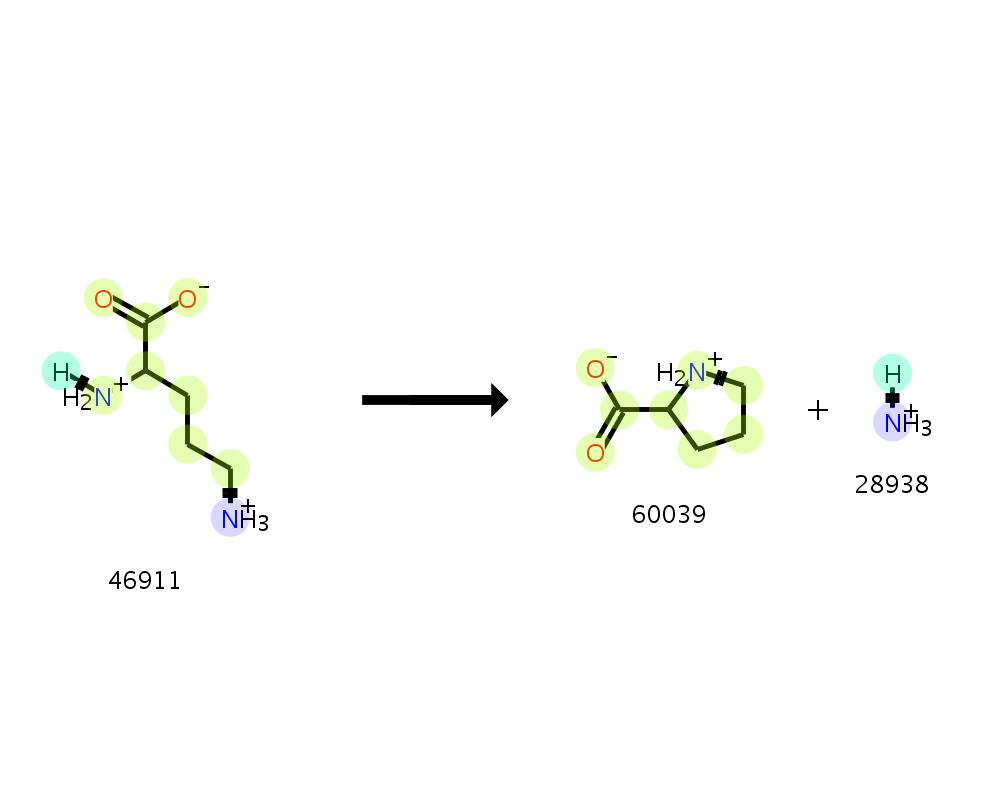 O O −
H H2N +
NH3 +
46911
O −
H2N +
O
60039
+
H
NH3 +
28938